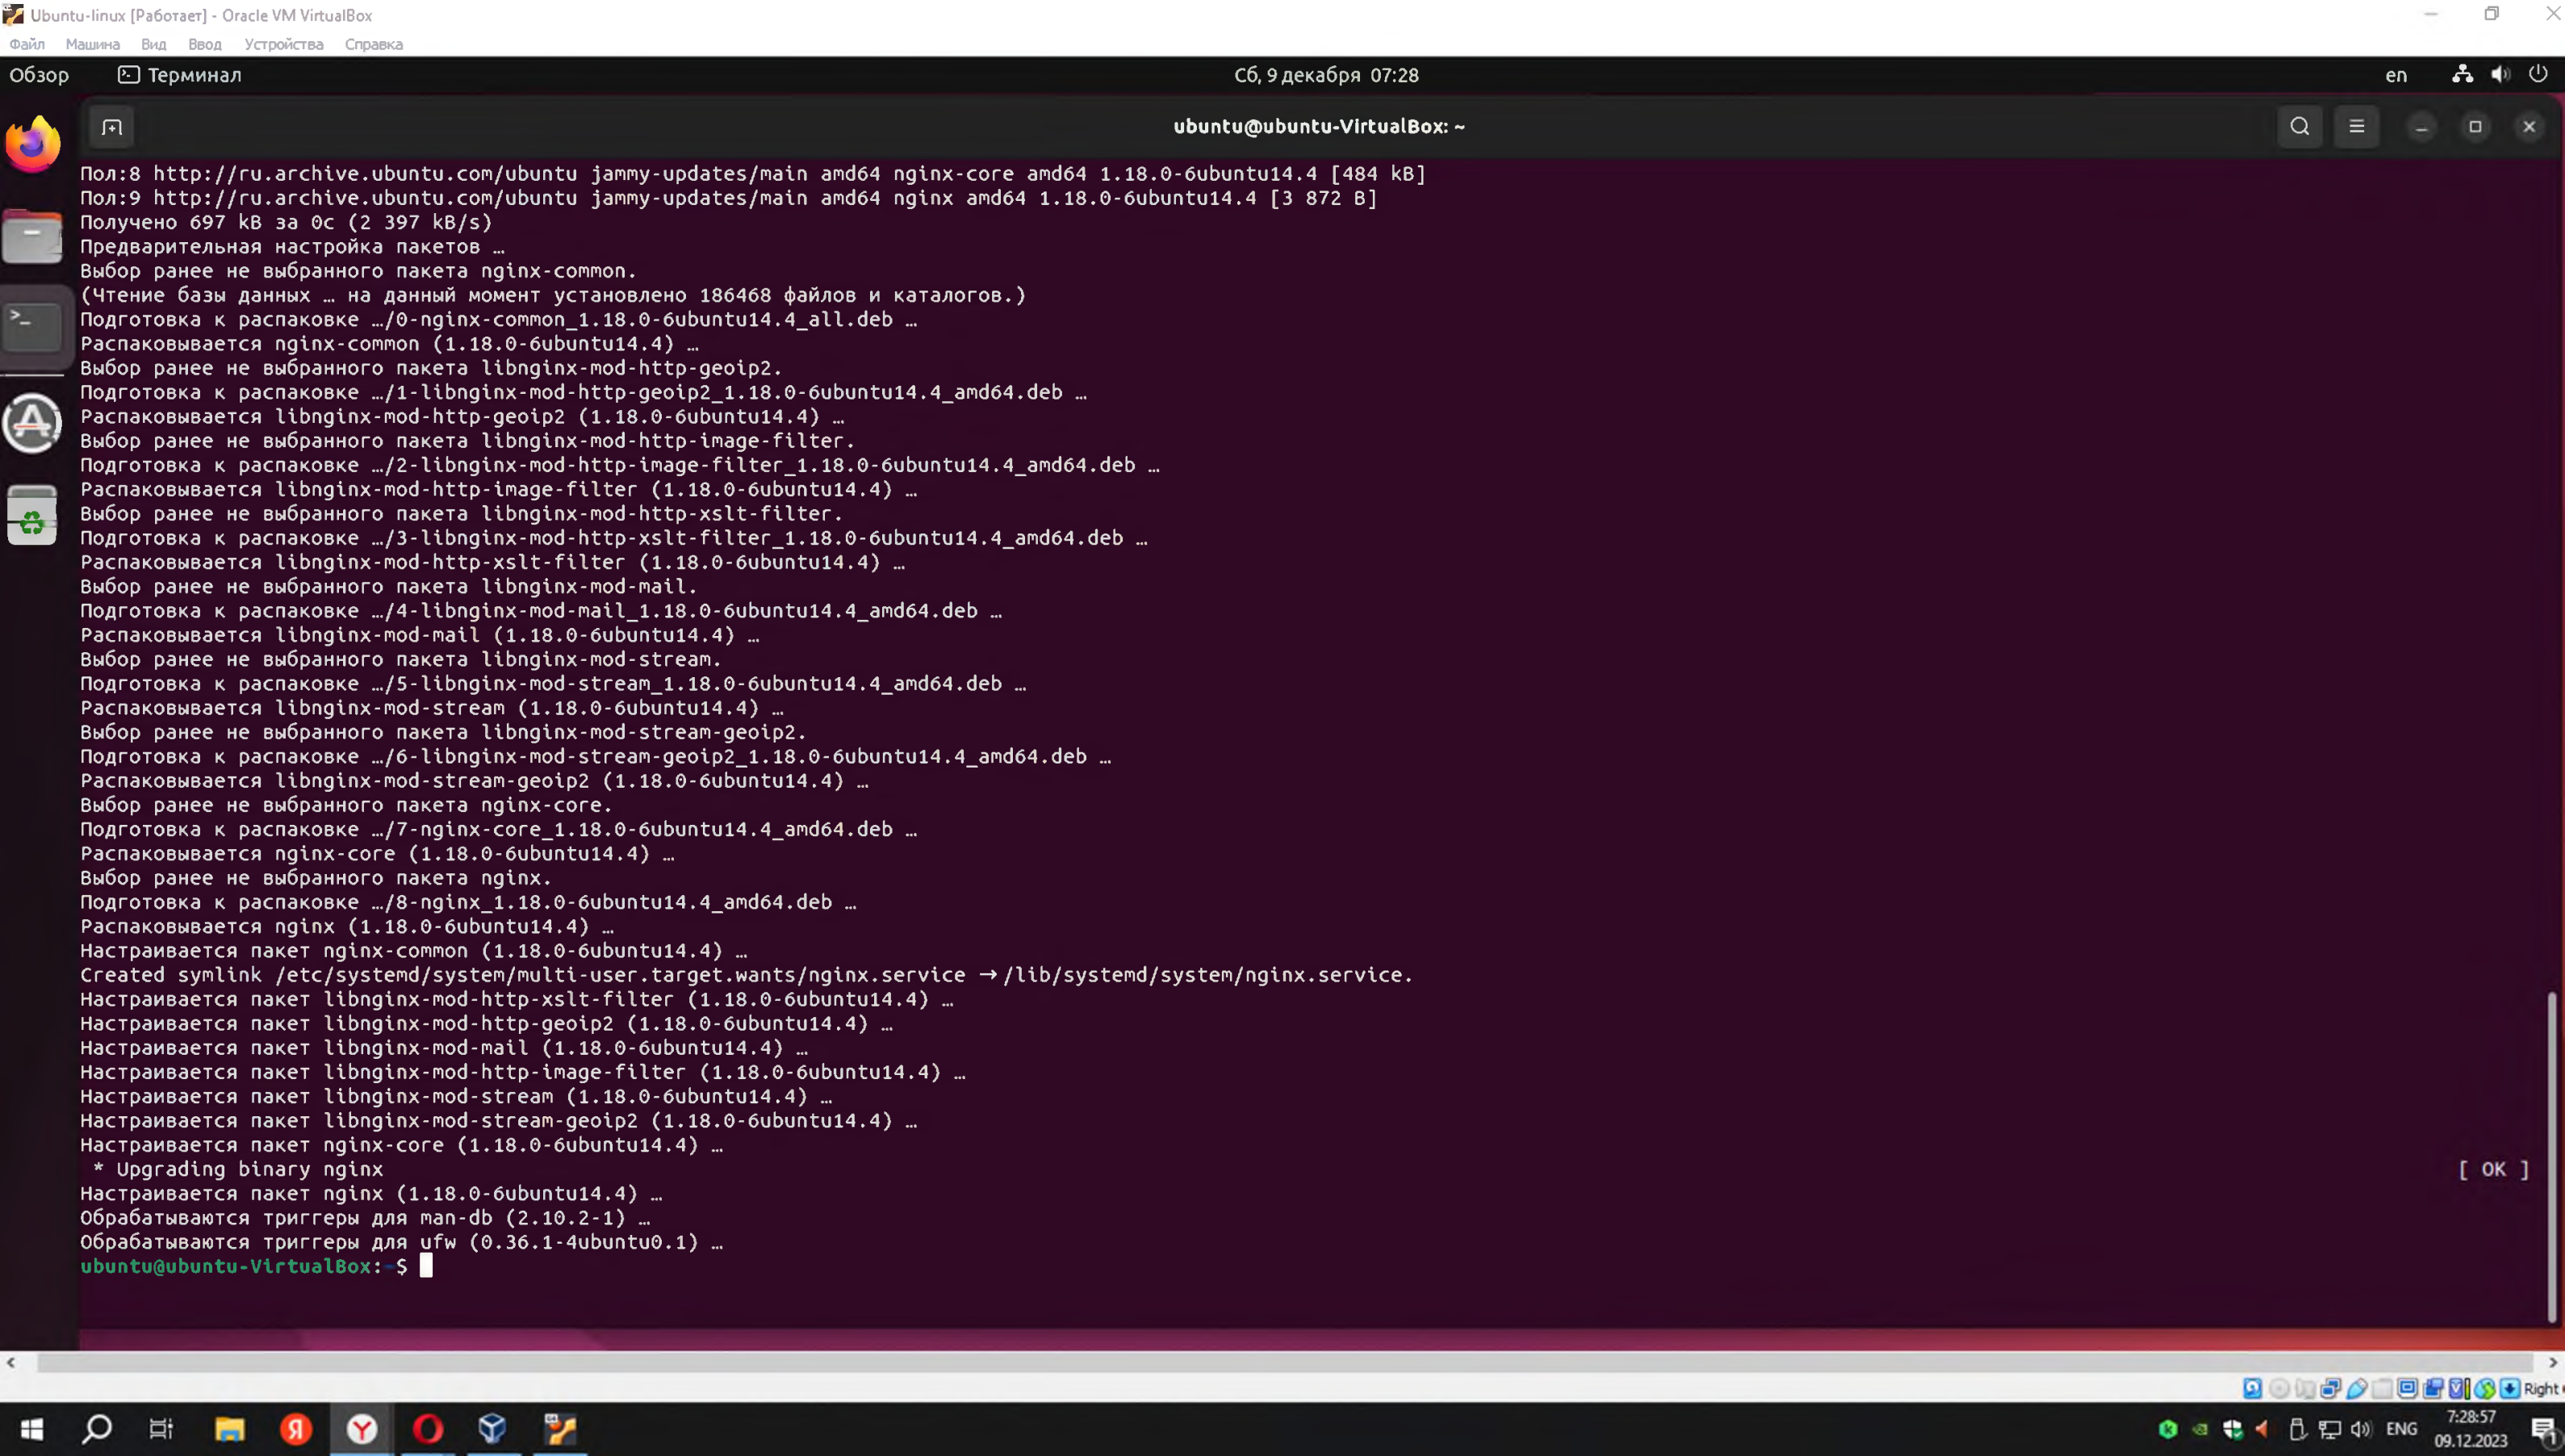 Ubuntu-linux [Работает] - Oracle VM VirtualBox
Файл Машина Вид Ввод Устройства Справка
Обзор Терминал Сб, 9 декабря 07:28 en
ubuntu@ubuntu-VirtualBox: ~
Пол:8 http://ru.archive.ubuntu.com/ubuntu jammy-updates/main amd64 nginx-core amd64 1.18.0-6ubuntu14.4 [484 kB]
Пол:9 http://ru.archive.ubuntu.com/ubuntu jammy-updates/main amd64 nginx amd64 1.18.0-6ubuntu14.4 [3 872 B]
Получено 697 kB за 0с (2 397 kB/s)
Предварительная настройка пакетов …
Выбор ранее не выбранного пакета nginx-common.
(Чтение базы данных … на данный момент установлено 186468 файлов и каталогов.)
Подготовка к распаковке …/0-nginx-common_1.18.0-6ubuntu14.4_all.deb …
Распаковывается nginx-common (1.18.0-6ubuntu14.4) …
Выбор ранее не выбранного пакета libnginx-mod-http-geoip2.
Подготовка к распаковке …/1-libnginx-mod-http-geoip2_1.18.0-6ubuntu14.4_amd64.deb …
Распаковывается libnginx-mod-http-geoip2 (1.18.0-6ubuntu14.4) …
Выбор ранее не выбранного пакета libnginx-mod-http-image-filter.
Подготовка к распаковке …/2-libnginx-mod-http-image-filter_1.18.0-6ubuntu14.4_amd64.deb …
Распаковывается libnginx-mod-http-image-filter (1.18.0-6ubuntu14.4) …
Выбор ранее не выбранного пакета libnginx-mod-http-xslt-filter.
Подготовка к распаковке …/3-libnginx-mod-http-xslt-filter_1.18.0-6ubuntu14.4_amd64.deb …
Распаковывается libnginx-mod-http-xslt-filter (1.18.0-6ubuntu14.4) …
Выбор ранее не выбранного пакета libnginx-mod-mail.
Подготовка к распаковке …/4-libnginx-mod-mail_1.18.0-6ubuntu14.4_amd64.deb …
Распаковывается libnginx-mod-mail (1.18.0-6ubuntu14.4) …
Выбор ранее не выбранного пакета libnginx-mod-stream.
Подготовка к распаковке …/5-libnginx-mod-stream_1.18.0-6ubuntu14.4_amd64.deb …
Распаковывается libnginx-mod-stream (1.18.0-6ubuntu14.4) …
Выбор ранее не выбранного пакета libnginx-mod-stream-geoip2.
Подготовка к распаковке …/6-libnginx-mod-stream-geoip2_1.18.0-6ubuntu14.4_amd64.deb …
Распаковывается libnginx-mod-stream-geoip2 (1.18.0-6ubuntu14.4) …
Выбор ранее не выбранного пакета nginx-core.
Подготовка к распаковке …/7-nginx-core_1.18.0-6ubuntu14.4_amd64.deb …
Распаковывается nginx-core (1.18.0-6ubuntu14.4) …
Выбор ранее не выбранного пакета nginx.
Подготовка к распаковке …/8-nginx_1.18.0-6ubuntu14.4_amd64.deb …
Распаковывается nginx (1.18.0-6ubuntu14.4) …
Настраивается пакет nginx-common (1.18.0-6ubuntu14.4) …
Created symlink /etc/systemd/system/multi-user.target.wants/nginx.service → /lib/systemd/system/nginx.service.
Настраивается пакет libnginx-mod-http-xslt-filter (1.18.0-6ubuntu14.4) …
Настраивается пакет libnginx-mod-http-geoip2 (1.18.0-6ubuntu14.4) …
Настраивается пакет libnginx-mod-mail (1.18.0-6ubuntu14.4) …
Настраивается пакет libnginx-mod-http-image-filter (1.18.0-6ubuntu14.4) …
Настраивается пакет libnginx-mod-stream (1.18.0-6ubuntu14.4) …
Настраивается пакет libnginx-mod-stream-geoip2 (1.18.0-6ubuntu14.4) …
Настраивается пакет nginx-core (1.18.0-6ubuntu14.4) …
* Upgrading binary nginx [ OK ]
Настраивается пакет nginx (1.18.0-6ubuntu14.4) …
Обрабатываются триггеры для man-db (2.10.2-1) …
Обрабатываются триггеры для ufw (0.36.1-4ubuntu0.1) …
ubuntu@ubuntu-VirtualBox:~$
Right
ENG 7:28:57
09.12.2023